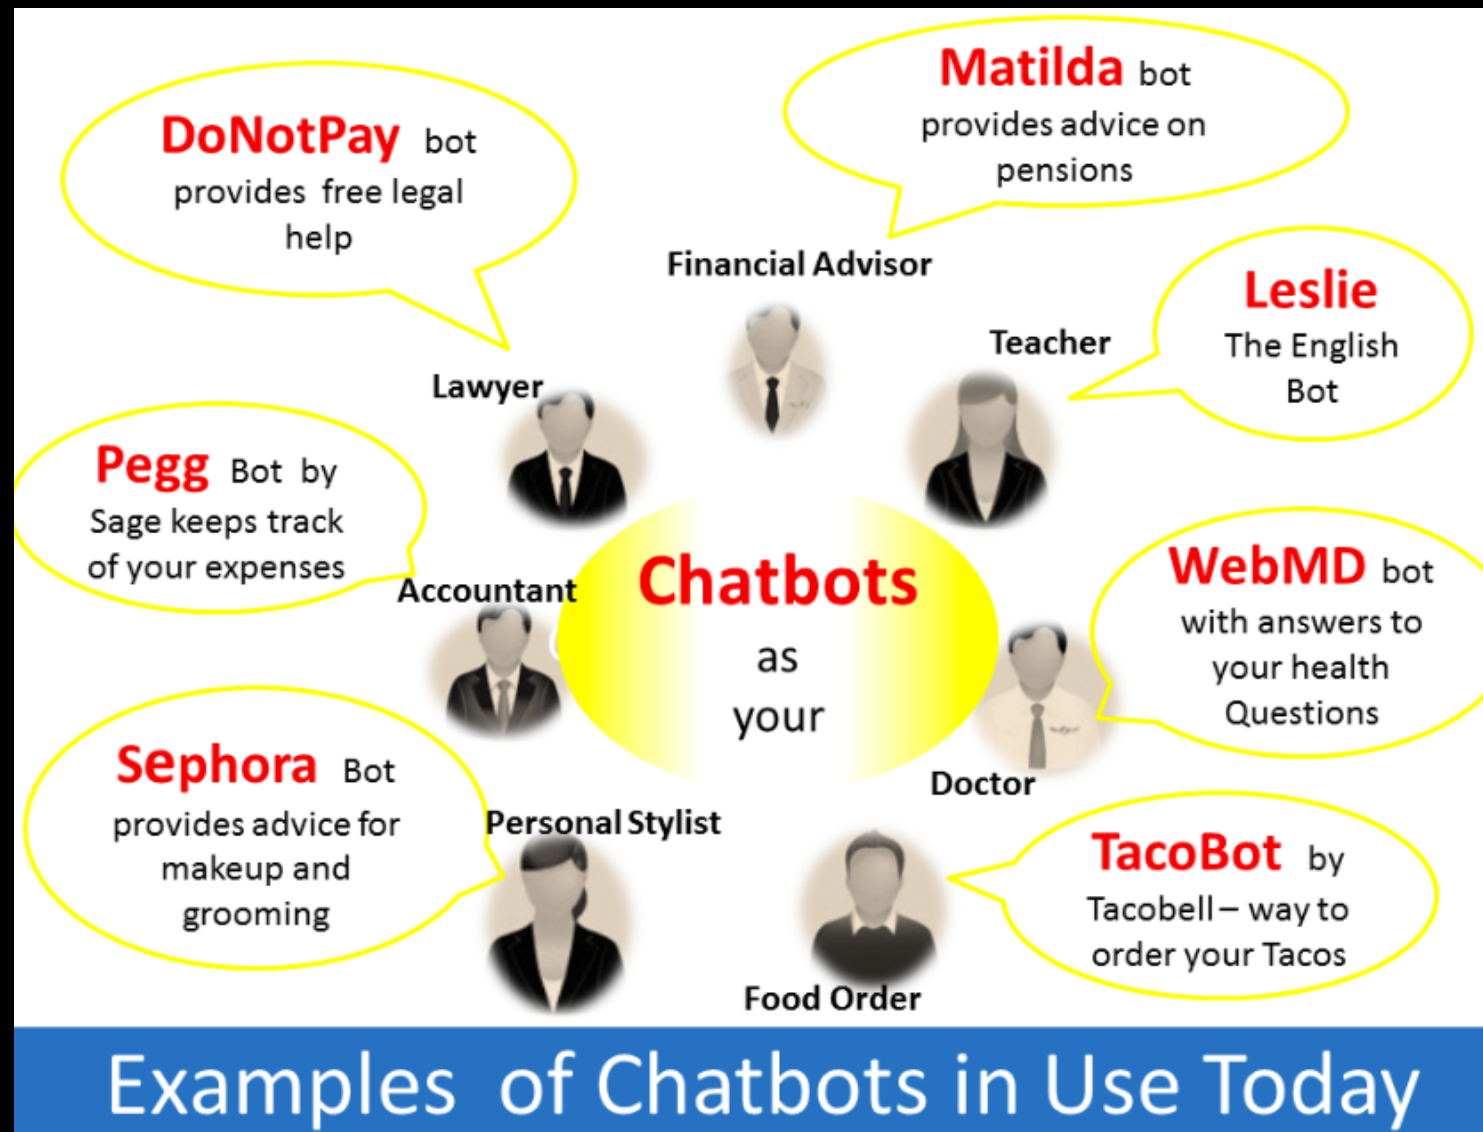 Matilda bot
provides advice on
pensions
DoNotPay bot
provides free legal
help
Financial Advisor
Leslie
The English
Bot
Teacher
Lawyer
Pegg Bot by
Sage keeps track
of your expenses
Accountant
Chatbots
as
your
WebMD bot
with answers to
your health
Questions
Doctor
Sephora Bot
provides advice for
makeup and
grooming
Personal Stylist
TacoBot by
Tacobell – way to
order your Tacos
Food Order
Examples of Chatbots in Use Today